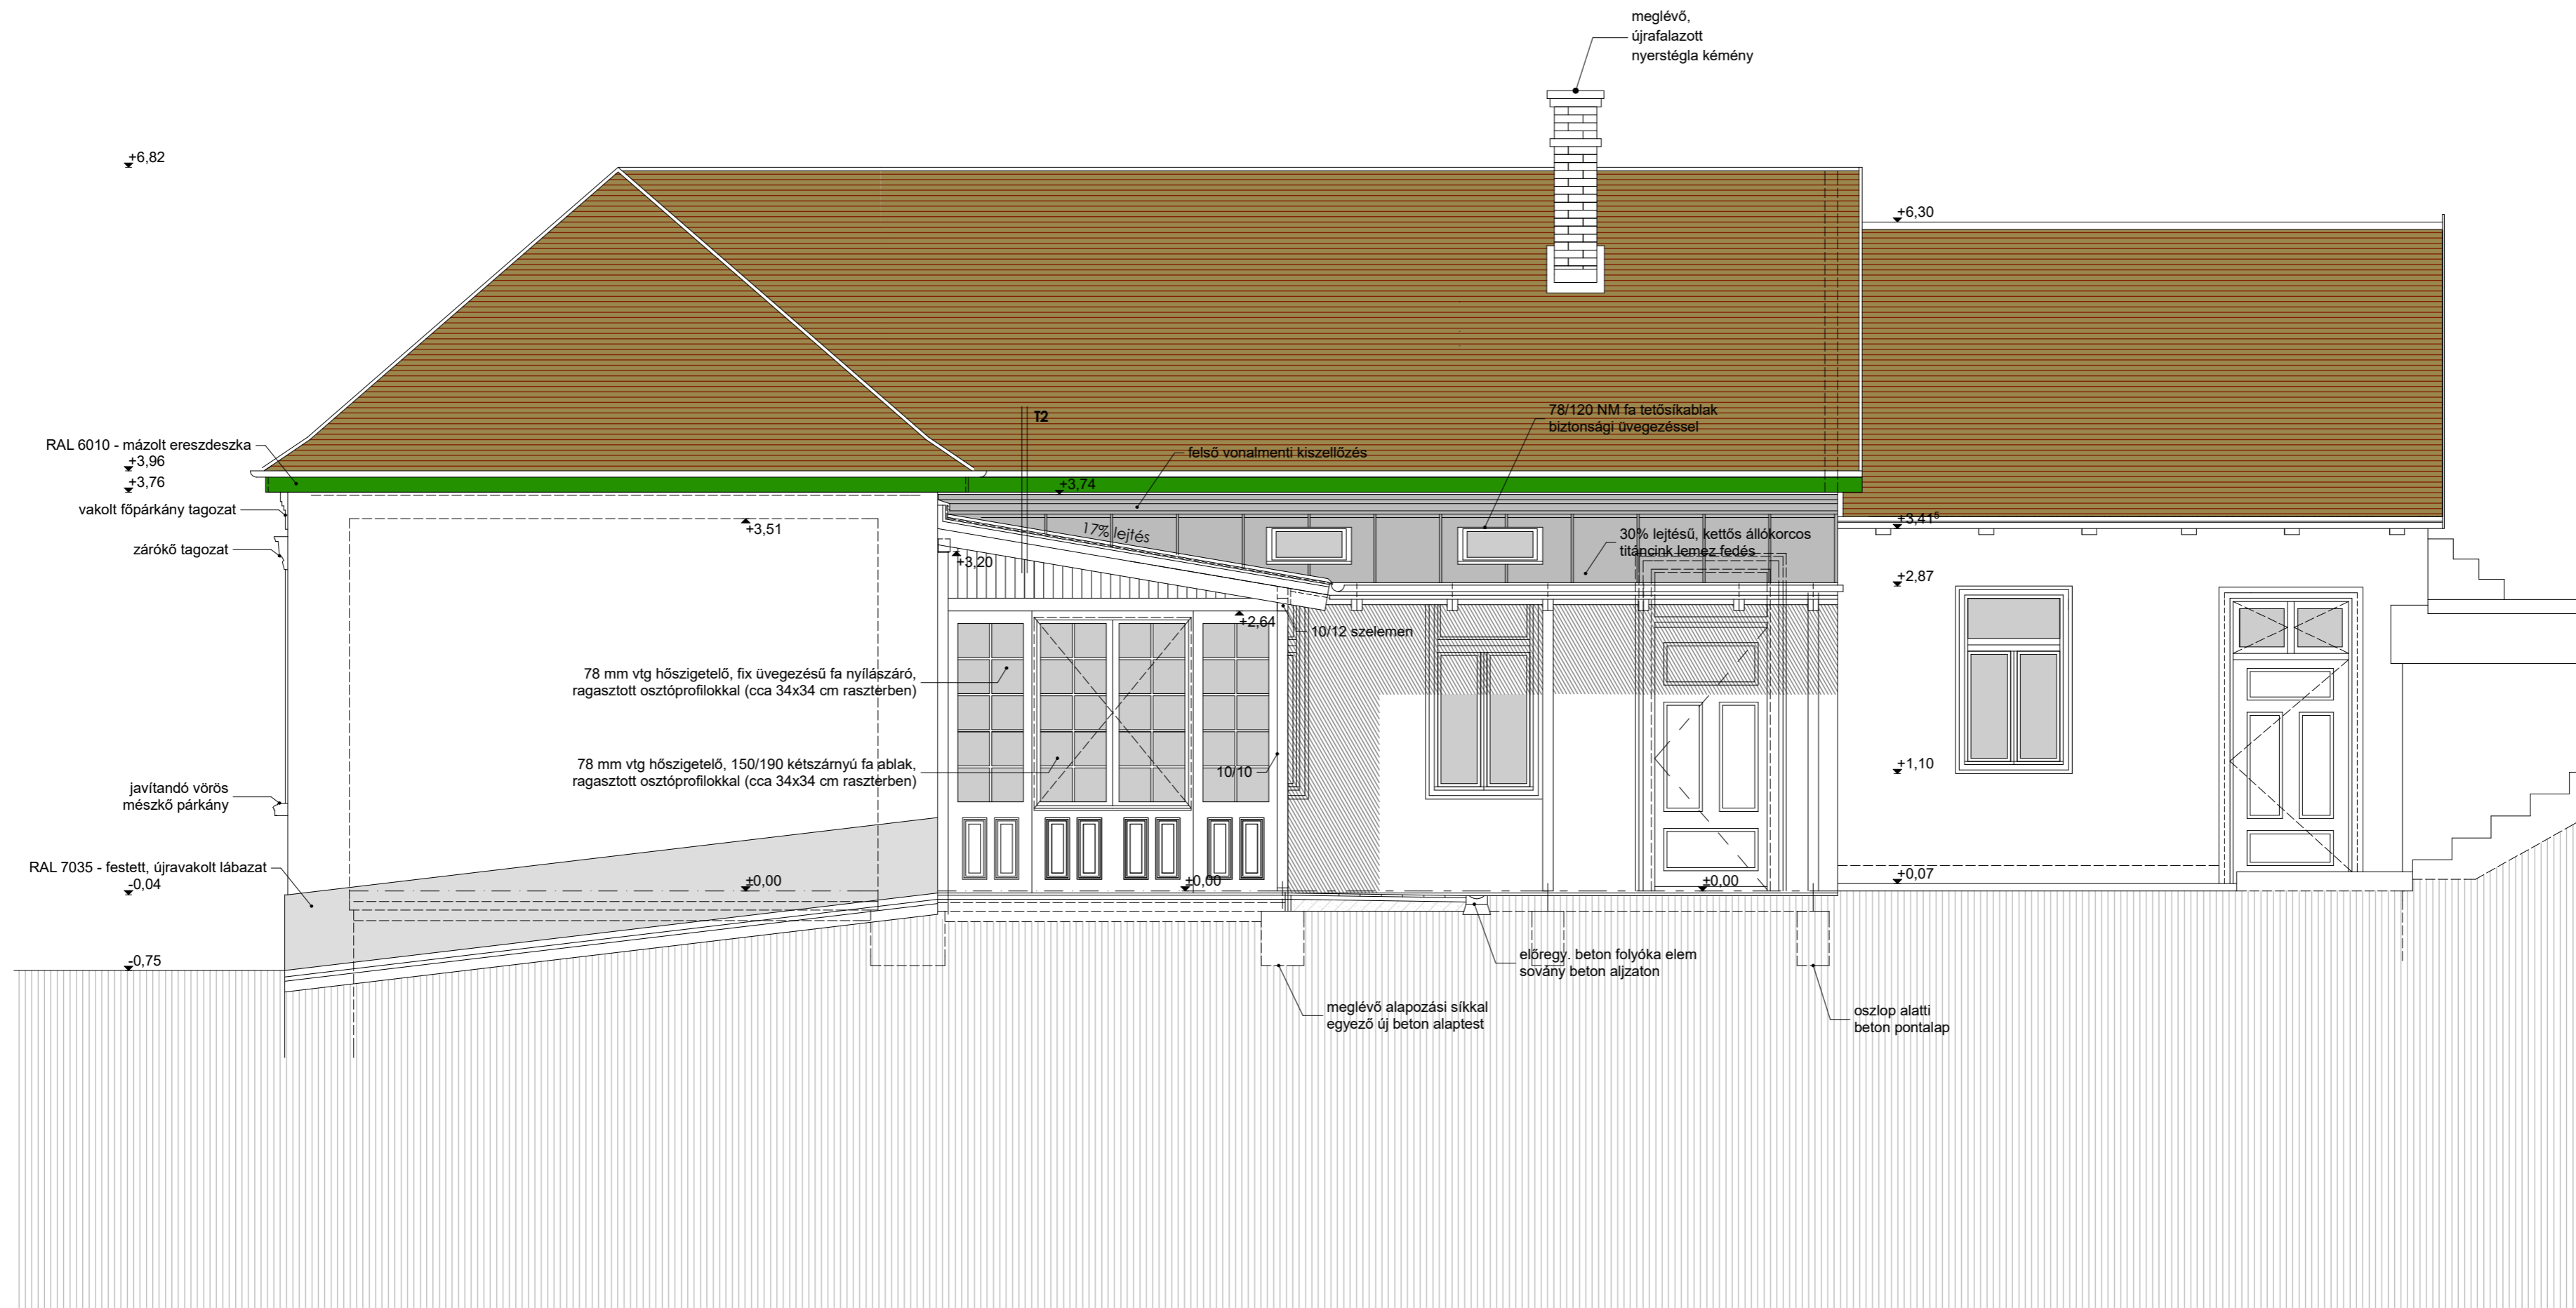 meglévő,
újrafalazott
nyerstégla kémény
+6,82
+6,30
78/120 NM fa tetősíkablak
biztonsági üvegezéssel
T2
RAL 6010 - mázolt ereszdeszka
felső vonalmenti kiszellőzés
+3,96
+3,76
+3,74
vakolt főpárkány tagozat
+3,51
17% lejtés
+3,41⁵
30% lejtésű, kettős állókorcos
titáncink lemez fedés
zárókő tagozat
+3,20
+2,87
+2,64
10/12 szelemen
78 mm vtg hőszigetelő, fix üvegezésű fa nyílászáró,
ragasztott osztóprofilokkal (cca 34x34 cm raszterben)
78 mm vtg hőszigetelő, 150/190 kétszárnyú fa ablak,
ragasztott osztóprofilokkal (cca 34x34 cm raszterben)
10/10
+1,10
javítandó vörös
mészkő párkány
RAL 7035 - festett, újravakolt lábazat
-0,04
±0,00
±0,00
±0,00
+0,07
-0,75
előregy. beton folyóka elem
sovány beton aljzaton
meglévő alapozási síkkal
egyező új beton alaptest
oszlop alatti
beton pontalap